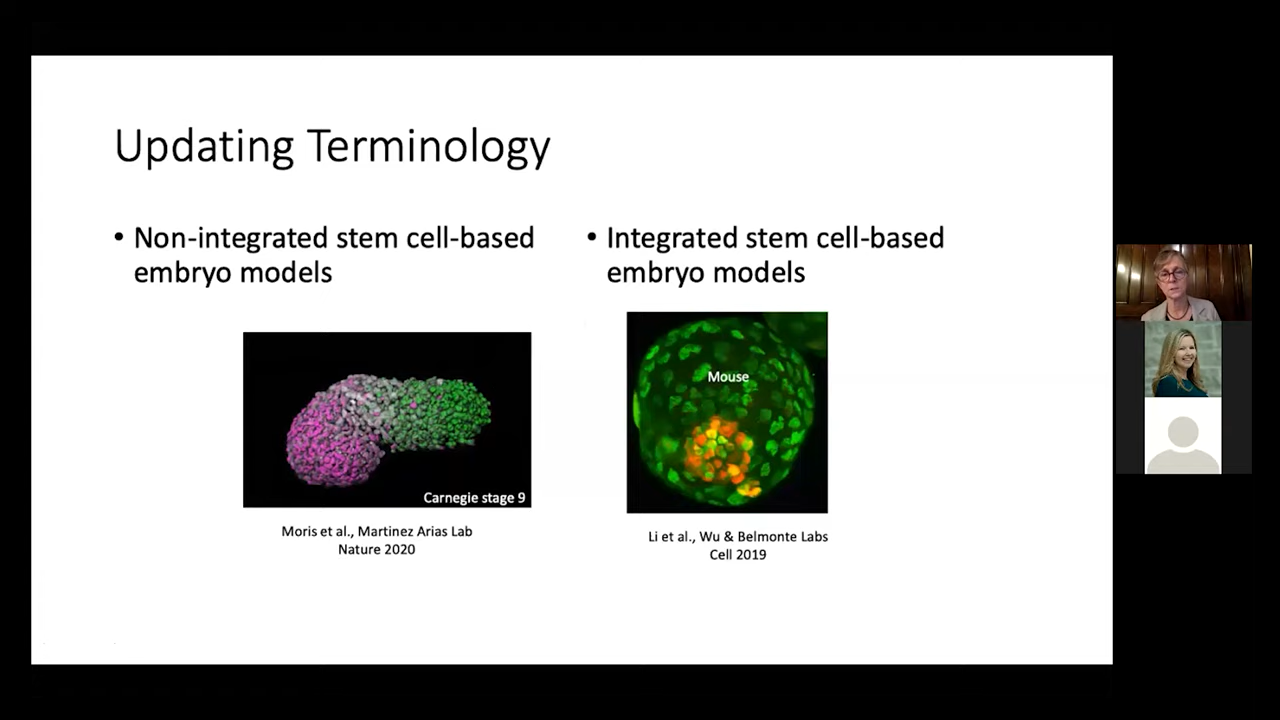 Updating Terminology
• Non-integrated stem cell-based
embryo models
Carnegie stage 9
Moris et al., Martinez Arias Lab
Nature 2020
• Integrated stem cell-based
embryo models
Mouse
Li et al., Wu & Belmonte Labs
Cell 2019